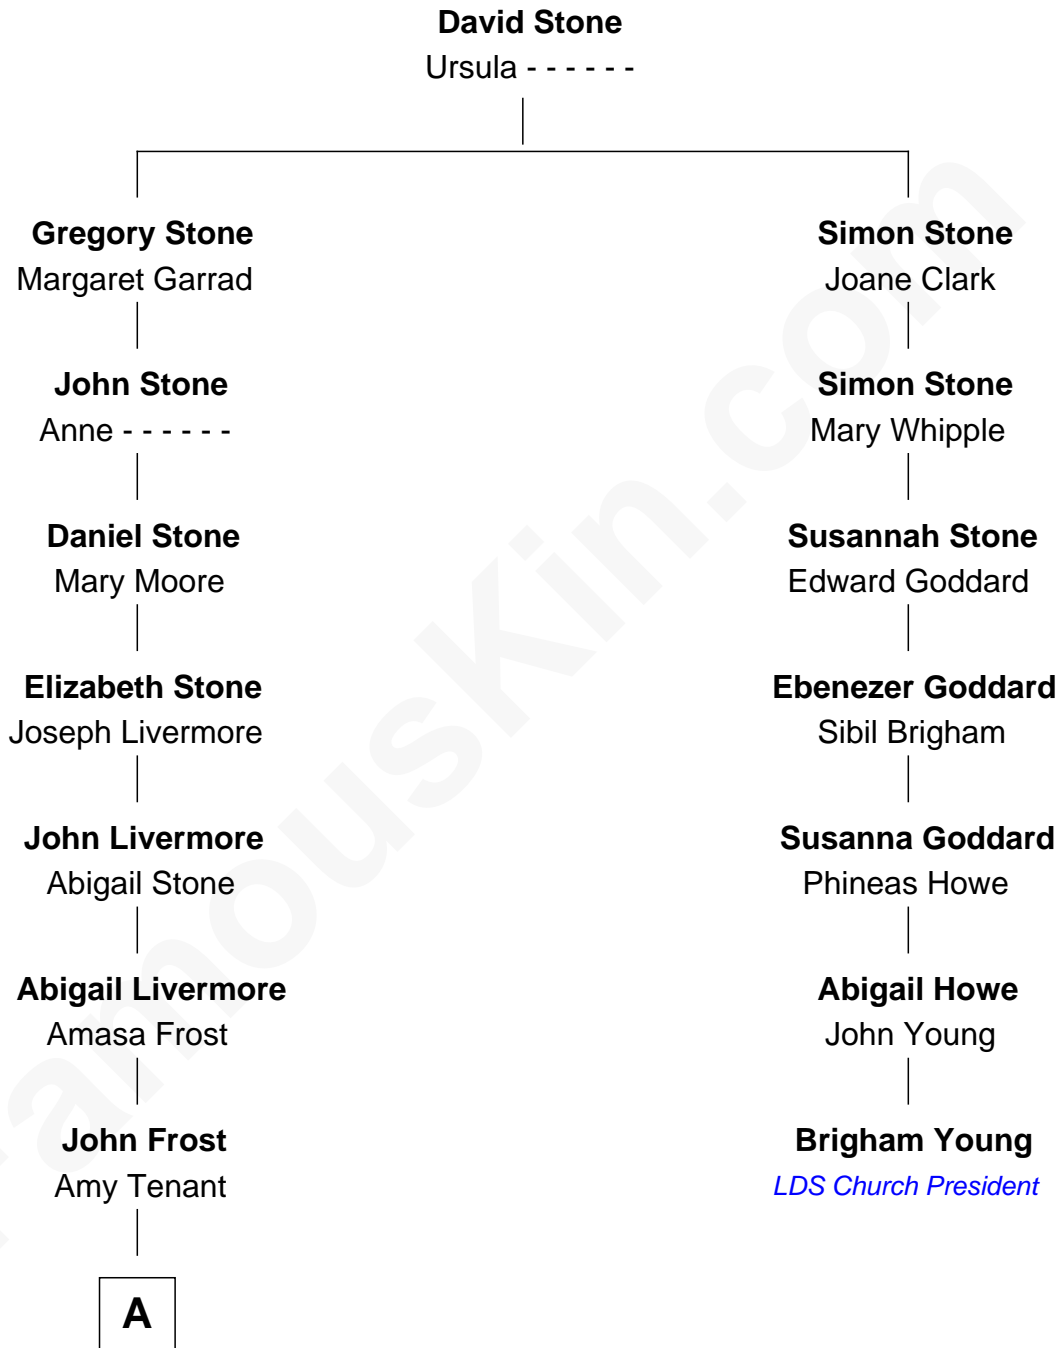 David Stone
Ursula - - - - - -
Gregory Stone
Margaret Garrad
John Stone
Anne - - - - - -
Daniel Stone
Mary Moore
Elizabeth Stone
Joseph Livermore
John Livermore
Abigail Stone
Abigail Livermore
Amasa Frost
John Frost
Amy Tenant
A
Simon Stone
Joane Clark
Simon Stone
Mary Whipple
Susannah Stone
Edward Goddard
Ebenezer Goddard
Sibil Brigham
Susanna Goddard
Phineas Howe
Abigail Howe
John Young
Brigham Young
LDS Church President
FamousKin.com